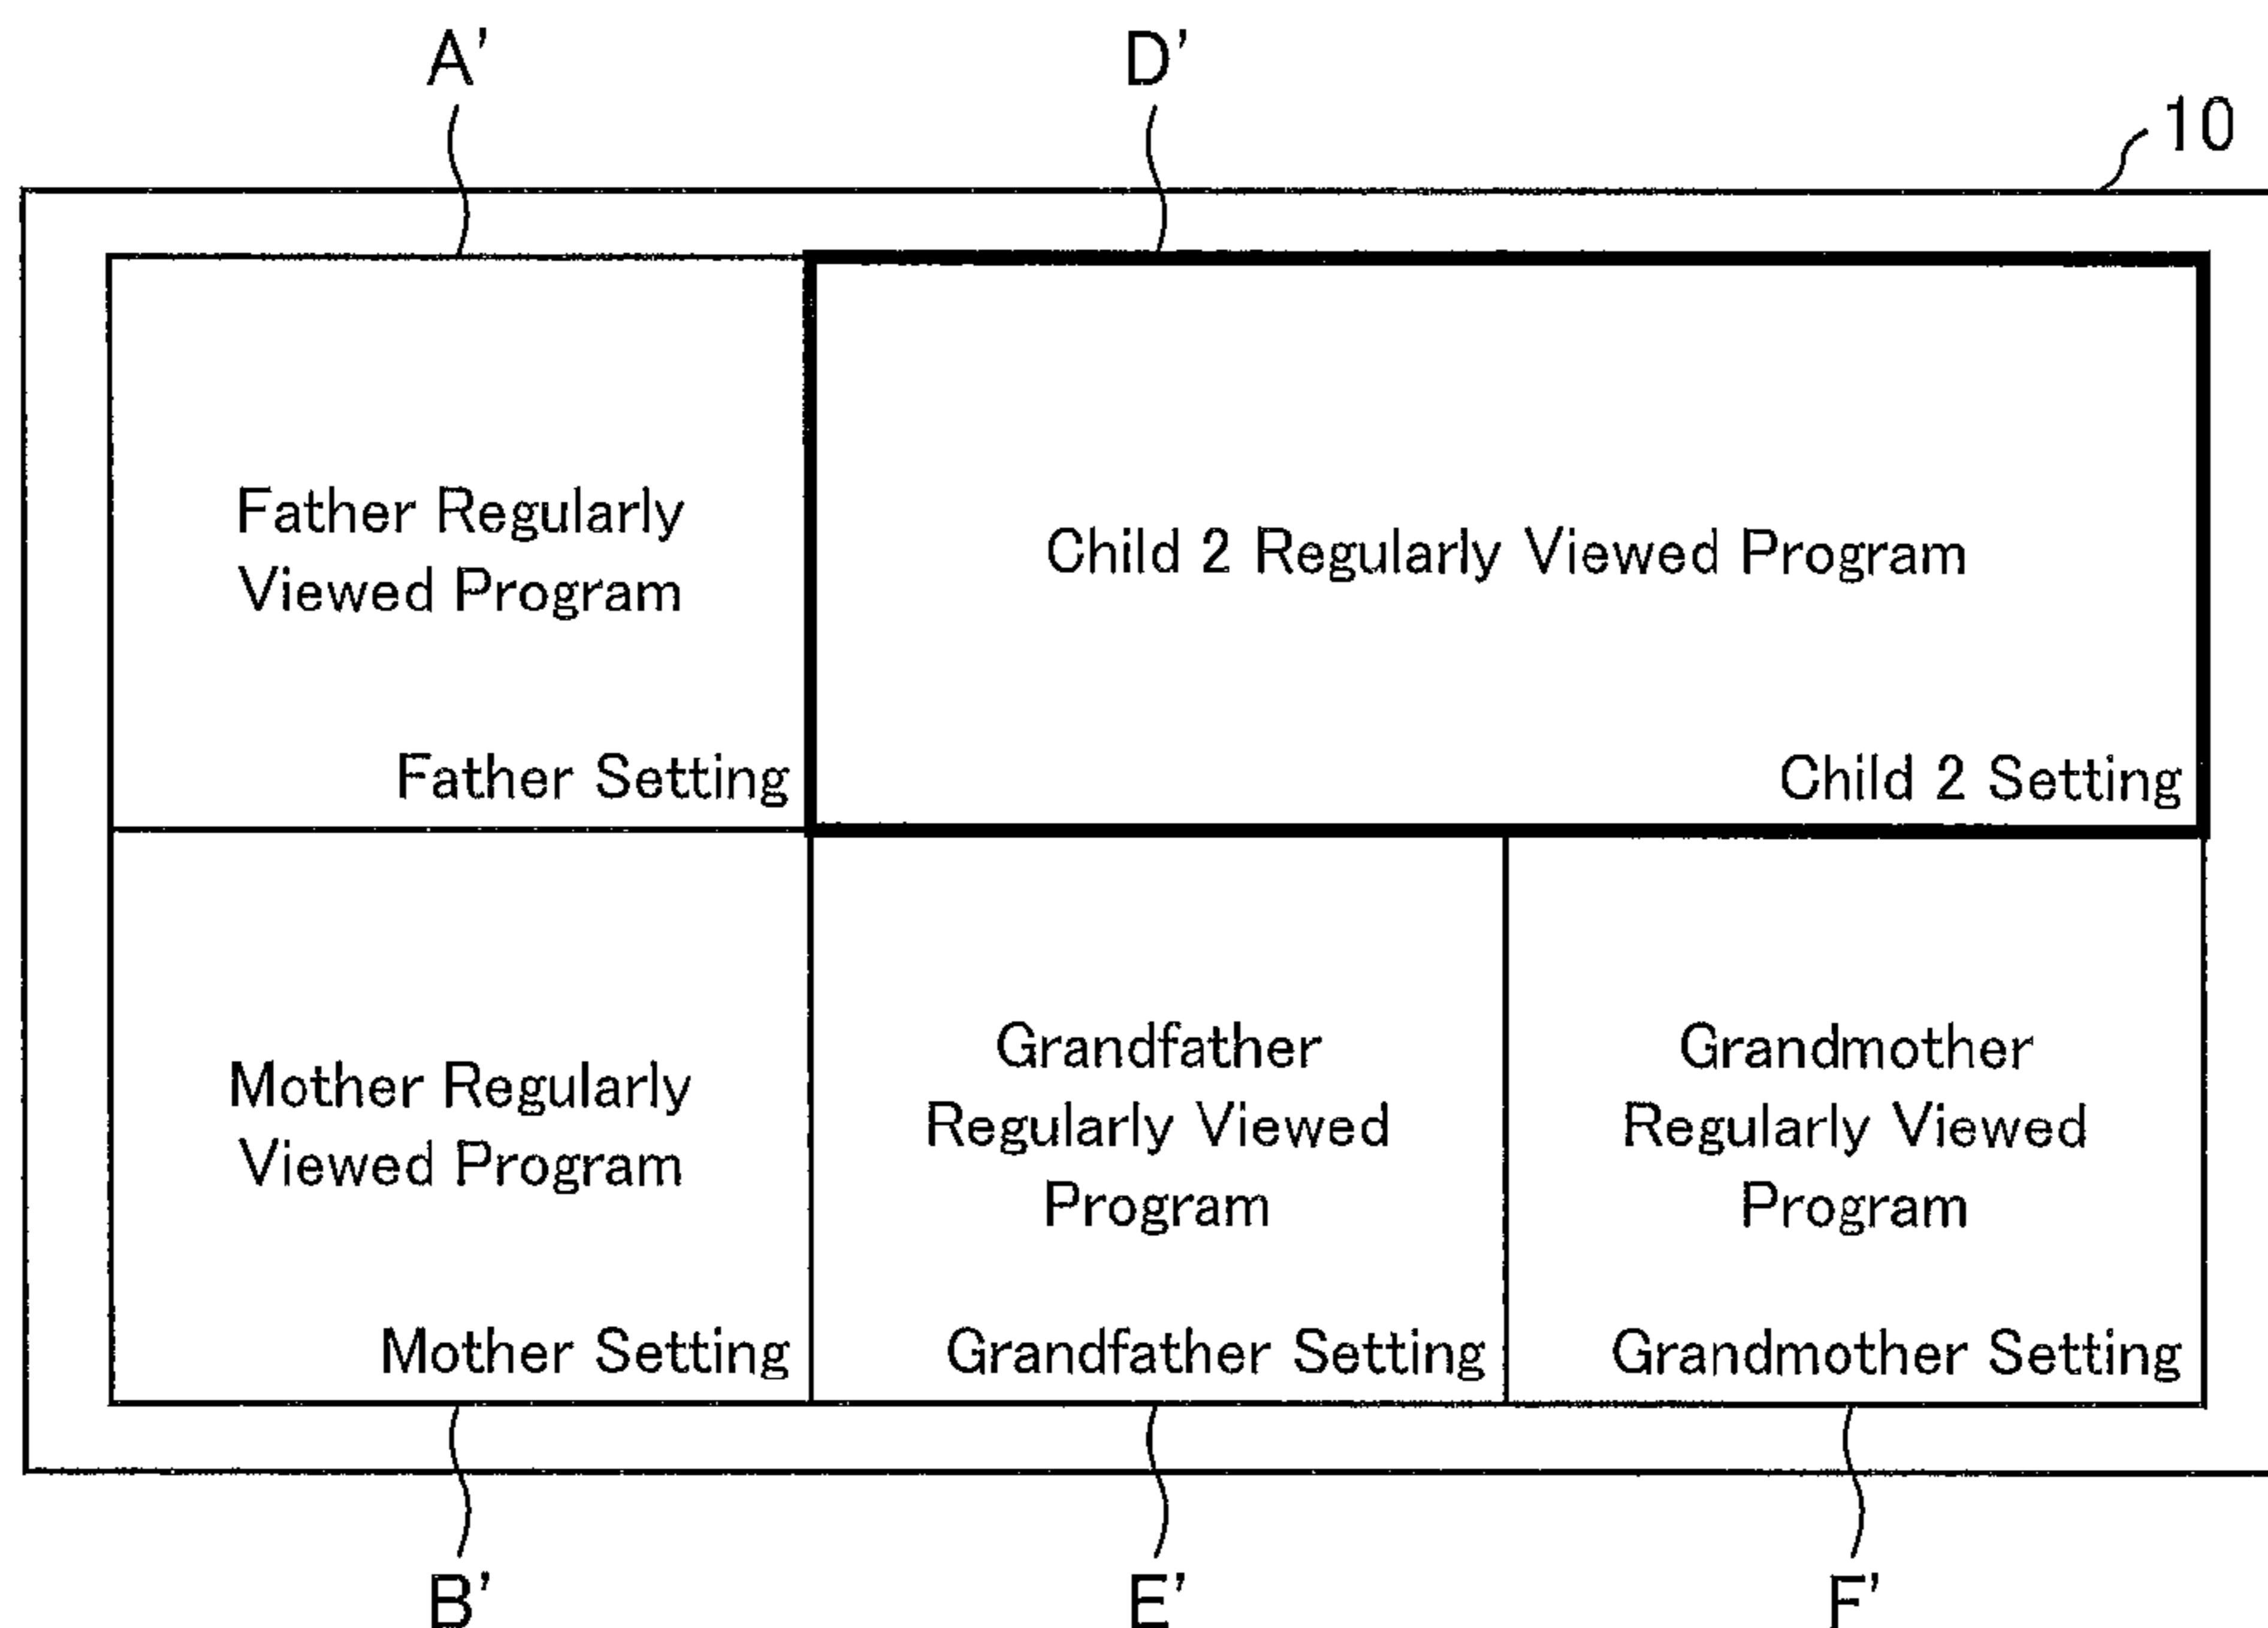 A'
D'
10
Father Regularly
Viewed Program
Father Setting
Child 2 Regularly Viewed Program
Child 2 Setting
Mother Regularly
Viewed Program
Mother Setting
Grandfather
Regularly Viewed
Program
Grandfather Setting
Grandmother
Regularly Viewed
Program
Grandmother Setting
B'
E'
F'